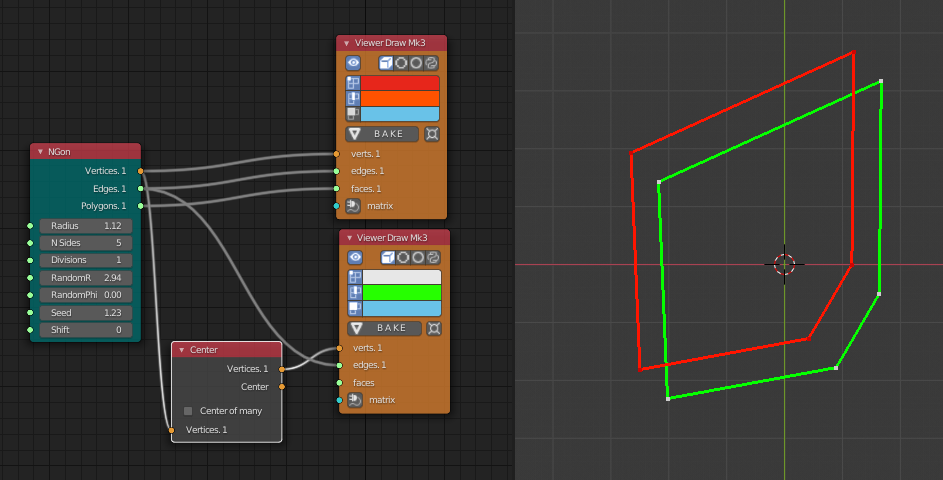 Viewer Draw Mk3
BAKE
verts. 1
edges. 1
faces. 1
matrix
NGon
Vertices. 1
Edges. 1
Polygons. 1
Radius 1.12
N Sides 5
Divisions 1
RandomR 2.94
RandomPhi 0.00
Seed 1.23
Shift 0
Viewer Draw Mk3
BAKE
verts. 1
edges. 1
faces
matrix
Center
Vertices. 1
Center
Center of many
Vertices. 1